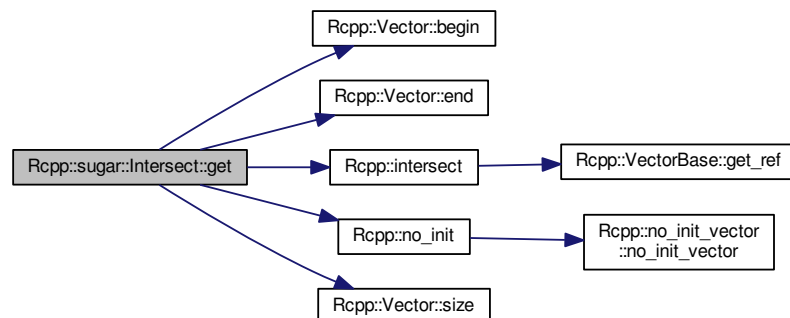 Rcpp::Vector::begin
Rcpp::Vector::end
Rcpp::sugar::Intersect::get
Rcpp::intersect
Rcpp::VectorBase::get_ref
Rcpp::no_init
Rcpp::no_init_vector
::no_init_vector
Rcpp::Vector::size